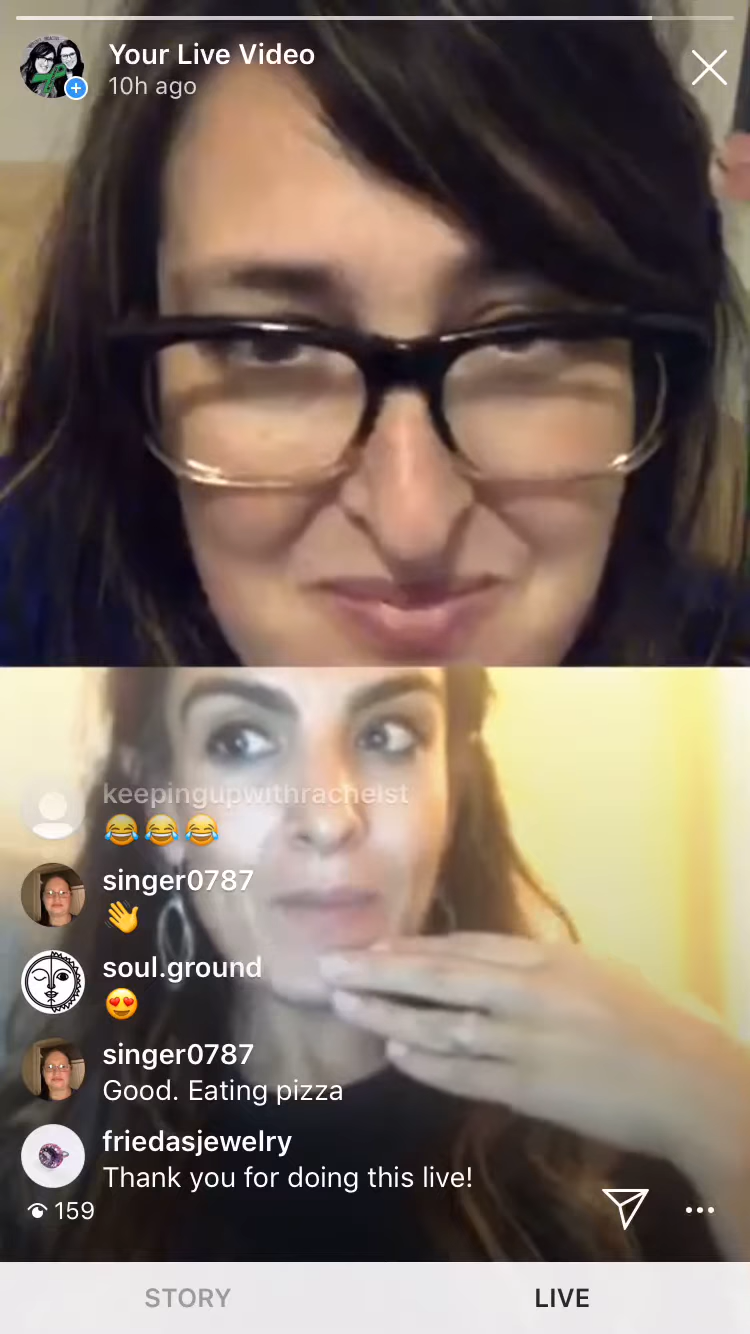 Your Live Video
10h ago
keepingupwithrachelst
😂😂😂
singer0787
👋
soul.ground
😍
singer0787
Good. Eating pizza
friedasjewelry
Thank you for doing this live!
159
STORY
LIVE